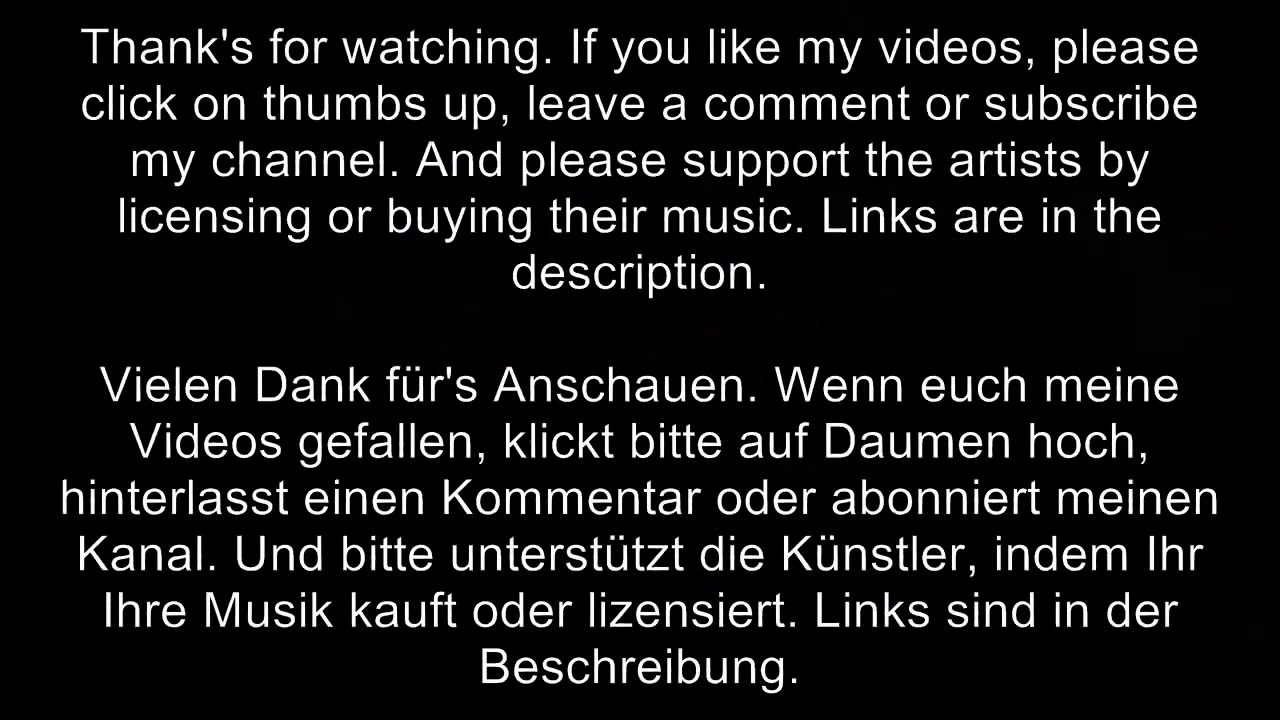 Thank's for watching. If you like my videos, please
click on thumbs up, leave a comment or subscribe
my channel. And please support the artists by
licensing or buying their music. Links are in the
description.
Vielen Dank für's Anschauen. Wenn euch meine
Videos gefallen, klickt bitte auf Daumen hoch,
hinterlasst einen Kommentar oder abonniert meinen
Kanal. Und bitte unterstützt die Künstler, indem Ihr
Ihre Musik kauft oder lizensiert. Links sind in der
Beschreibung.